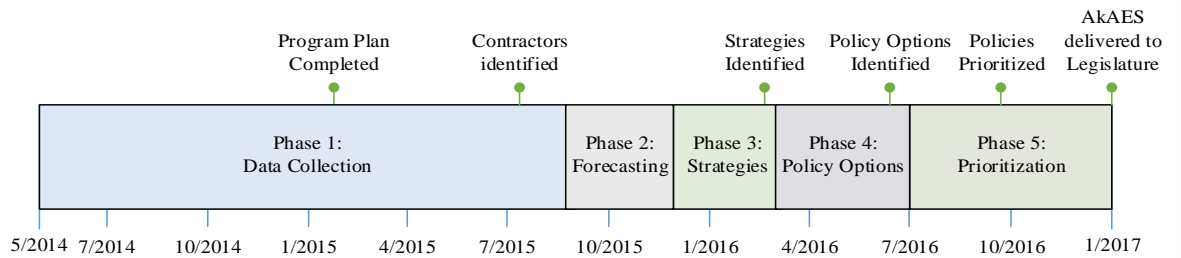 Program Plan
Completed
Contractors
identified
Strategies
Identified
Policy Options
Identified
Policies
Prioritized
AkAES
delivered to
Legislature
Phase 1:
Data Collection
Phase 2:
Forecasting
Phase 3:
Strategies
Phase 4:
Policy Options
Phase 5:
Prioritization
5/2014
7/2014
10/2014
1/2015
4/2015
7/2015
10/2015
1/2016
4/2016
7/2016
10/2016
1/2017